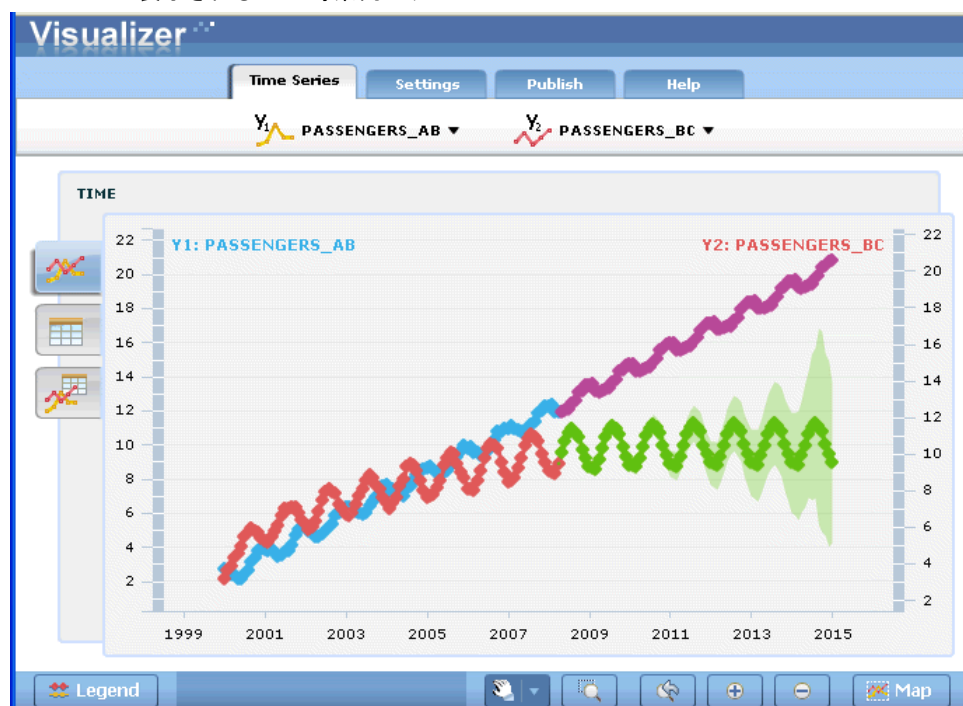 Visualizer
Time Series Settings Publish Help
Y1 PASSENGERS_AB Y2 PASSENGERS_BC
TIME
Y1: PASSENGERS_AB Y2: PASSENGERS_BC
22 22
20 20
18 18
16 16
14 14
12 12
10 10
8 8
6 6
4 4
2 2
1999 2001 2003 2005 2007 2009 2011 2013 2015
Legend Map